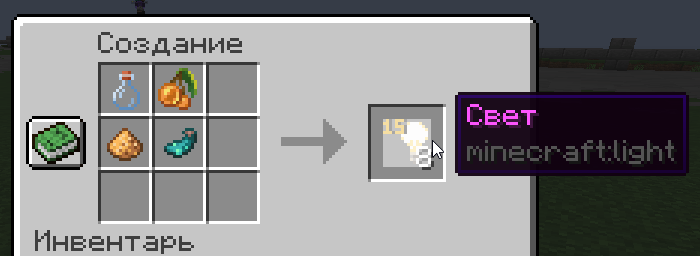 Создание
15
Свет
minecraft:light
8
Инвентарь